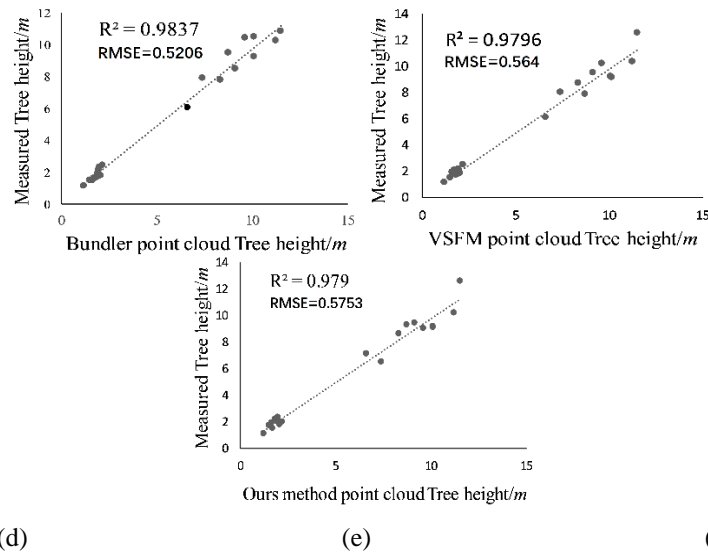 12
10
8
6
4
2
0
R² = 0.9837
RMSE=0.5206
Measured Tree height/m
0
5
10
15
Bundler point cloud Tree height/m
14
12
10
8
6
4
2
0
R² = 0.9796
RMSE=0.564
Measured Tree height/m
0
5
10
15
VSFM point cloud Tree height/m
14
12
10
8
6
4
2
0
R² = 0.979
RMSE=0.5753
Measured Tree height/m
0
5
10
15
Ours method point cloud Tree height/m
(d) (e) (